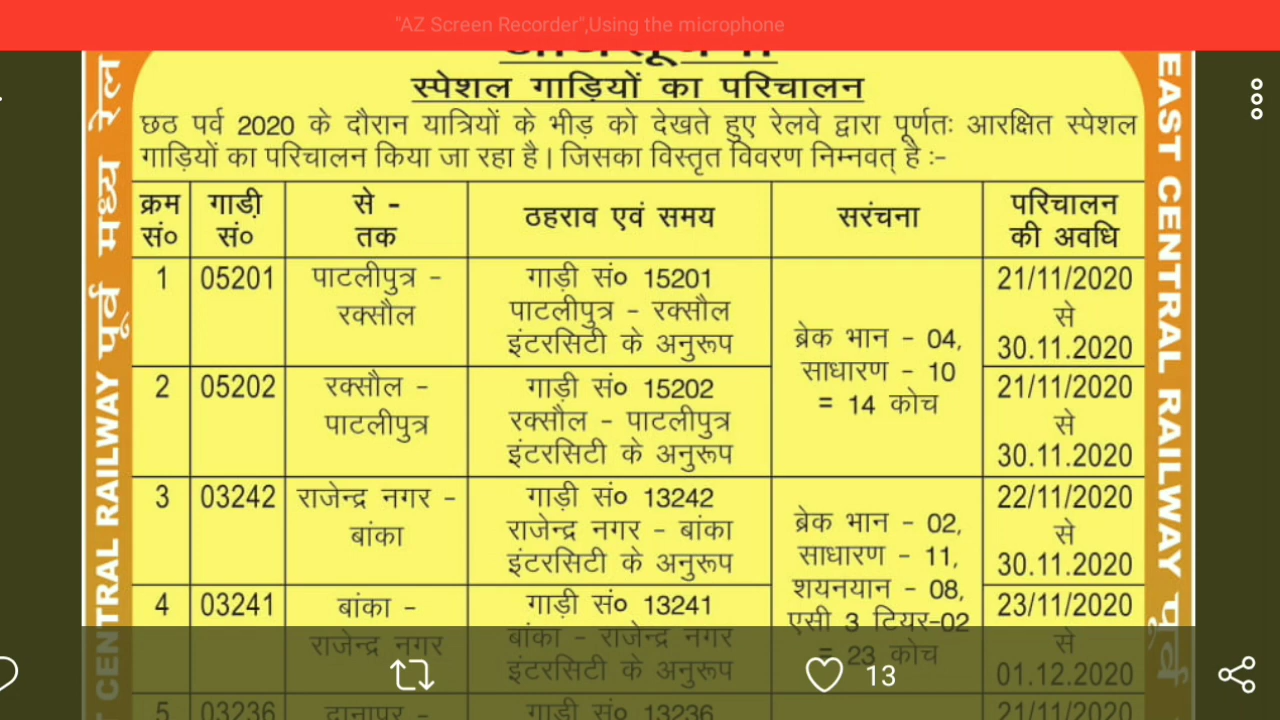 "AZ Screen Recorder",Using the microphone
स्पेशल गाड़ियों का परिचालन
छठ पर्व 2020 के दौरान यात्रियों के भीड़ को देखते हुए रेलवे द्वारा पूर्णतः आरक्षित स्पेशल
गाड़ियों का परिचालन किया जा रहा है। जिसका विस्तृत विवरण निम्नवत् है :-
क्रम सं० गाडी़ सं० से - तक ठहराव एवं समय सरंचना परिचालन की अवधि
1 05201 पाटलीपुत्र - रक्सौल गाड़ी सं० 15201 पाटलीपुत्र - रक्सौल इंटरसिटी के अनुरूप 21/11/2020 से 30.11.2020
ब्रेक भान - 04, साधारण - 10 = 14 कोच
2 05202 रक्सौल - पाटलीपुत्र गाड़ी सं० 15202 रक्सौल - पाटलीपुत्र इंटरसिटी के अनुरूप 21/11/2020 से 30.11.2020
3 03242 राजेन्द्र नगर - बांका गाड़ी सं० 13242 राजेन्द्र नगर - बांका इंटरसिटी के अनुरूप 22/11/2020 से 30.11.2020
ब्रेक भान - 02, साधारण - 11, शयनयान - 08, एसी 3 टियर-02 = 23 कोच
4 03241 बांका - राजेन्द्र नगर गाड़ी सं० 13241 बांका - राजेन्द्र नगर इंटरसिटी के अनुरूप 23/11/2020 से 01.12.2020
5 03236 दानापुर - गाड़ी सं० 13236 21/11/2020
13
CENTRAL RAILWAY पूर्व मध्य रेल
EAST CENTRAL RAILWAY पूर्व